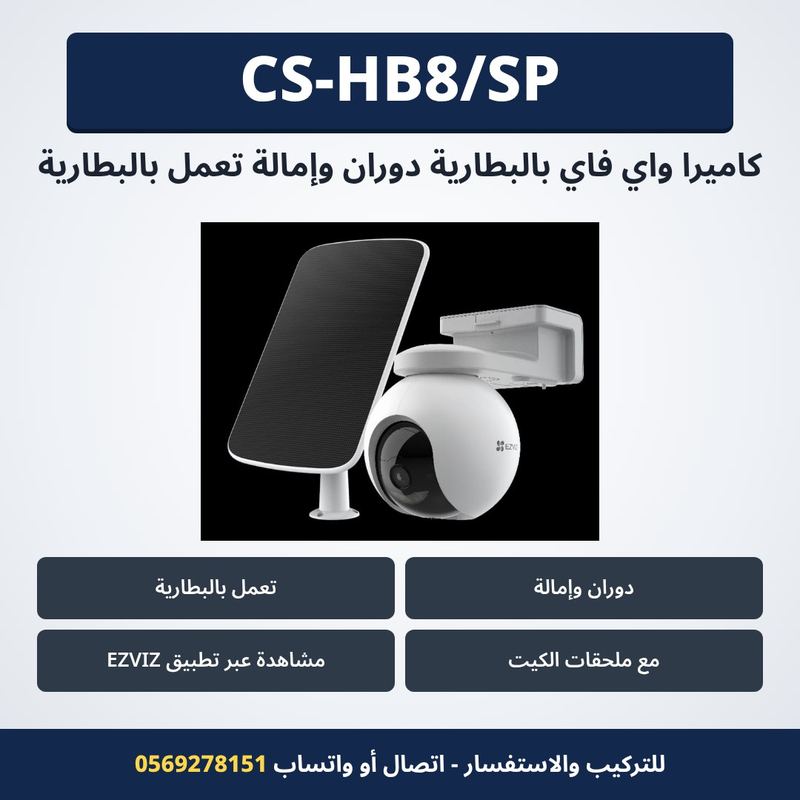 CS-HB8/SP
كاميرا واي فاي بالبطارية دوران وإمالة تعمل بالبطارية
EZVIZ
دوران وإمالة
تعمل بالبطارية
مع ملحقات الكيت
مشاهدة عبر تطبيق EZVIZ
للتركيب والاستفسار - اتصال أو واتساب 0569278151